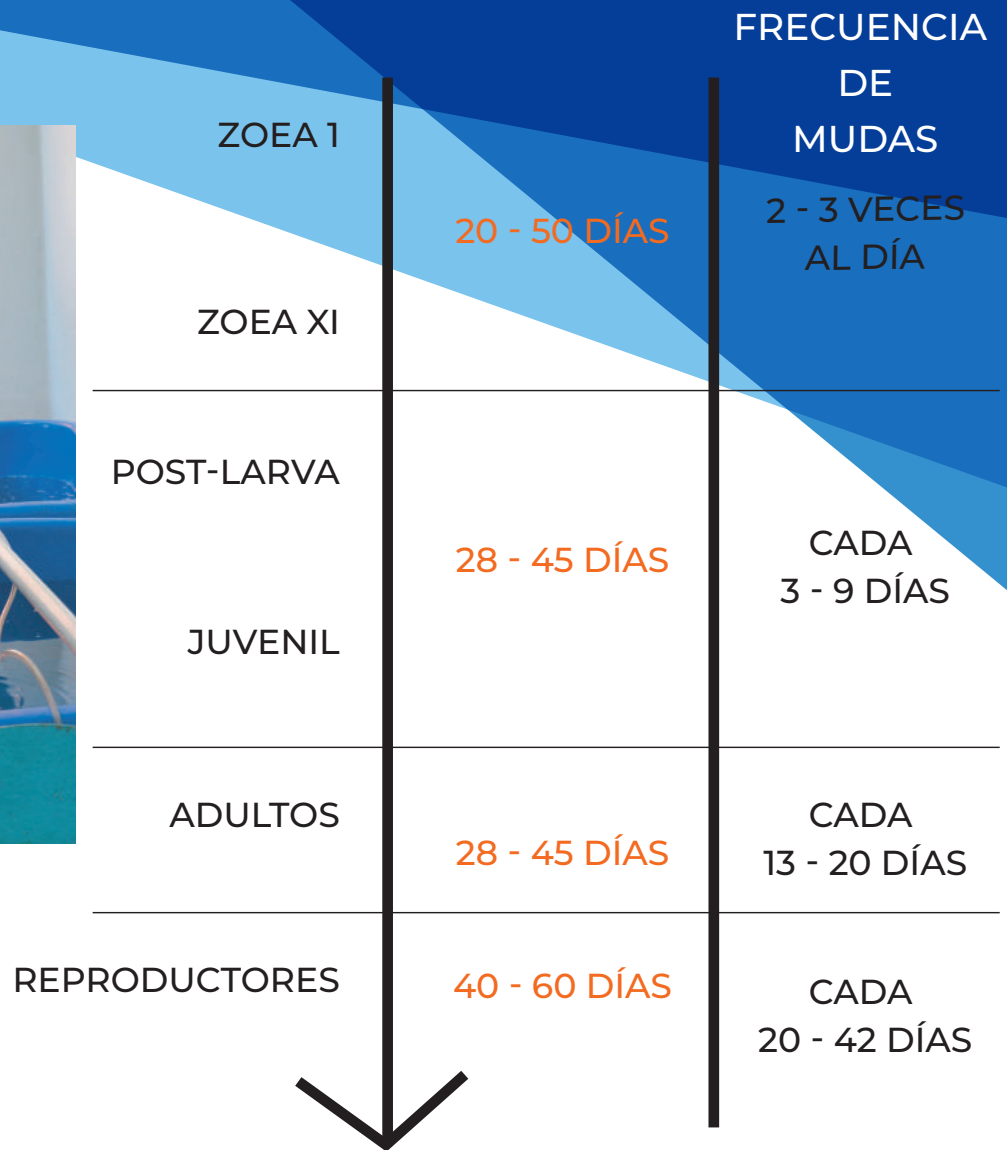 FRECUENCIA
DE
MUDAS
ZOEA 1
20 - 50 DÍAS
2 - 3 VECES
AL DÍA
ZOEA XI
POST-LARVA
28 - 45 DÍAS
CADA
3 - 9 DÍAS
JUVENIL
ADULTOS
28 - 45 DÍAS
CADA
13 - 20 DÍAS
REPRODUCTORES
40 - 60 DÍAS
CADA
20 - 42 DÍAS